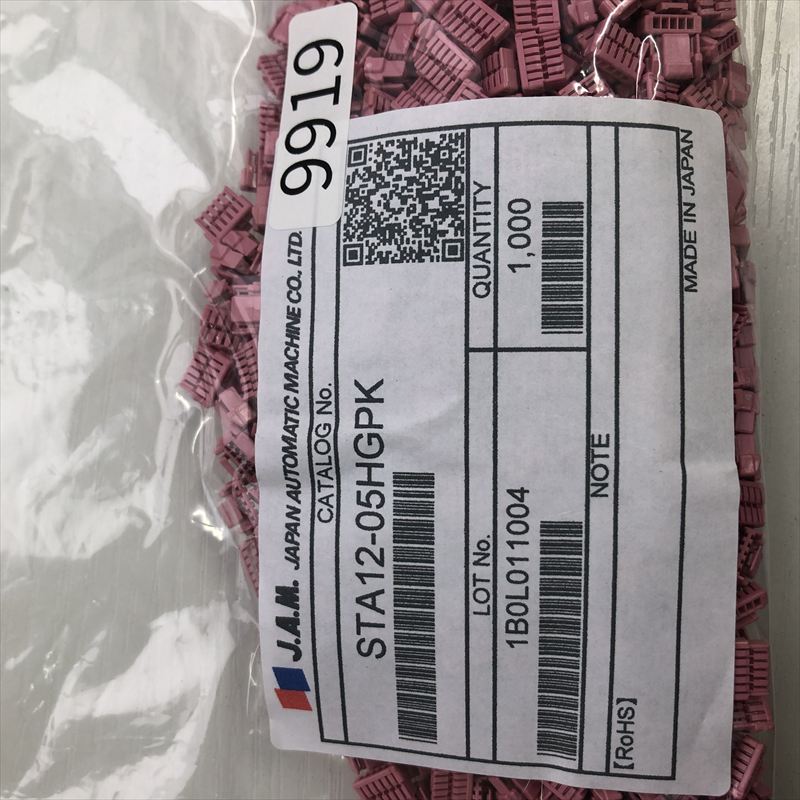 9919
J.A.M. JAPAN AUTOMATIC MACHINE CO., LTD.
CATALOG No.
STA12-05HGPK
LOT No.
QUANTITY
1B0L011004
1,000
NOTE
[RoHS]
MADE IN JAPAN